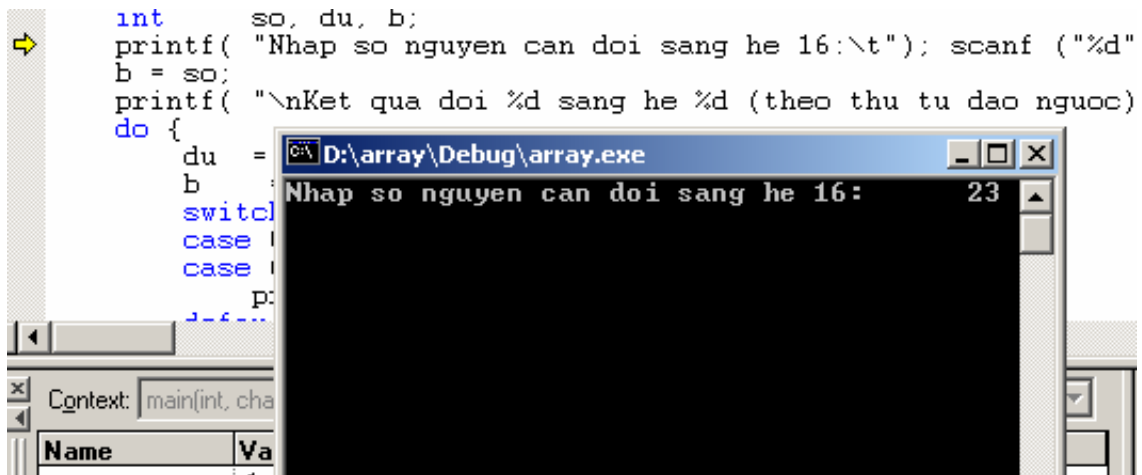 int so, du, b;
printf( "Nhap so nguyen can doi sang he 16:\t"); scanf ("%d"
b = so;
printf( "\nKet qua doi %d sang he %d (theo thu tu dao nguoc)
do {
du =
b
case
case
D:\array\Debug\array.exe
Nhap so nguyen can doi sang he 16: 23
Context: main(int, cha
Name Va